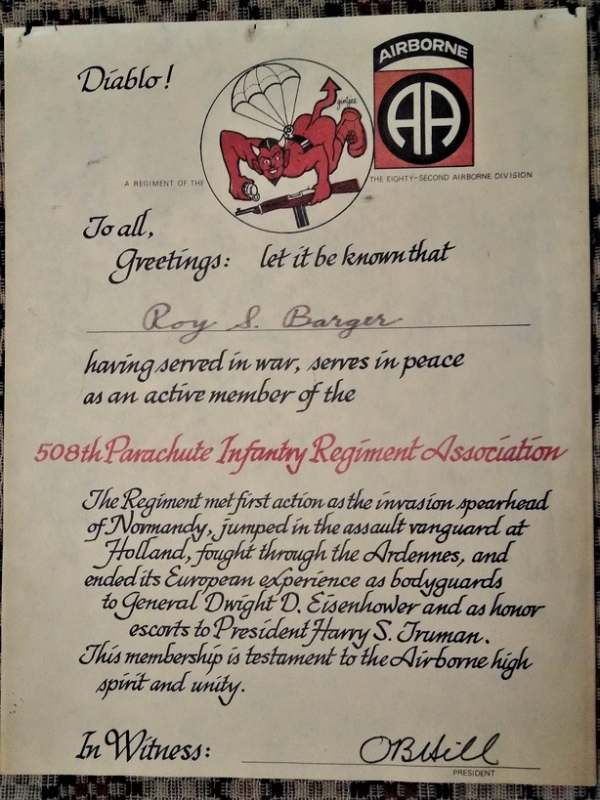 Diablo!
AIRBORNE
AA
A REGIMENT OF THE
THE EIGHTY-SECOND AIRBORNE DIVISION
To all,
Greetings: let it be known that
Roy S. Barger
having served in war, serves in peace
as an active member of the
508th Parachute Infantry Regiment Association
The Regiment met first action as the invasion spearhead
of Normandy, jumped in the assault vanguard at
Holland, fought through the Ardennes, and
ended its European experience as bodyguards
to General Dwight D. Eisenhower and as honor
escorts to President Harry S. Truman.
This membership is testament to the Airborne high
spirit and unity.
In Witness:
OB Hill
PRESIDENT